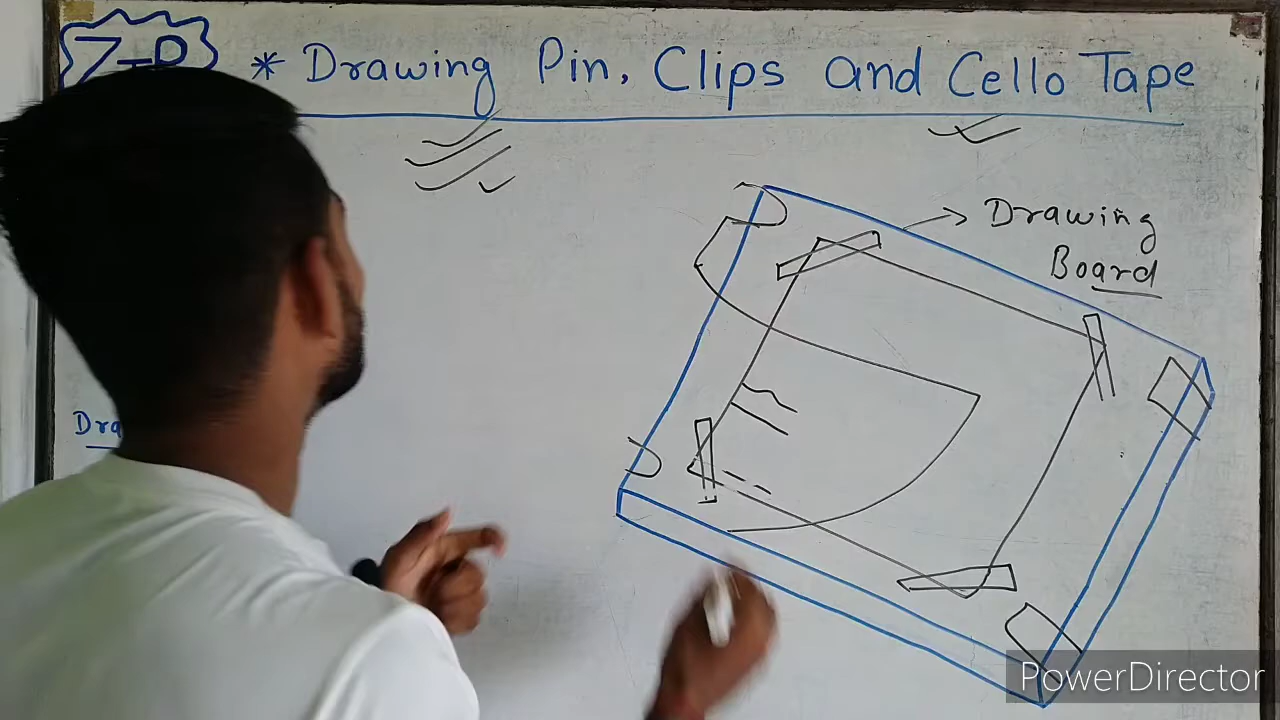 * Drawing Pin, Clips and Cello Tape
Drawing
Board
PowerDirector